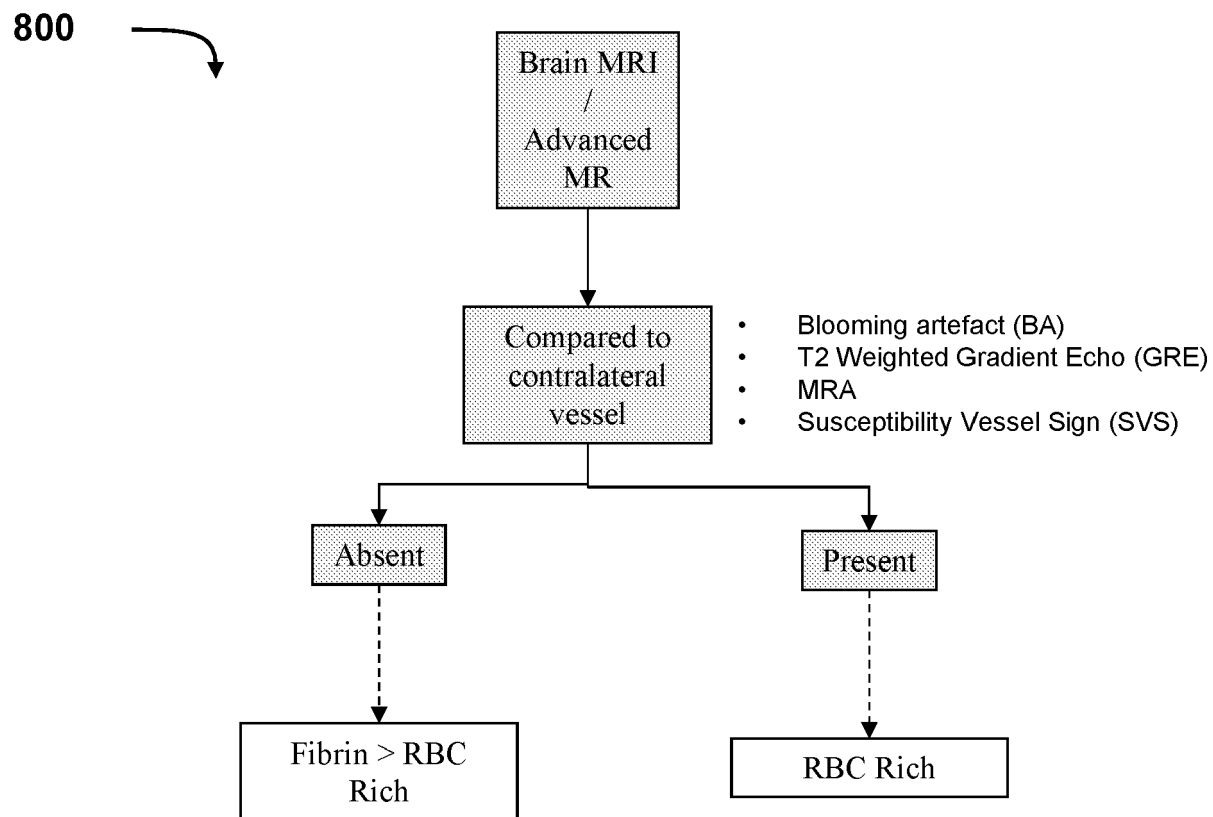 800
Brain MRI
/
Advanced
MR
Compared to
contralateral
vessel
• Blooming artefact (BA)
• T2 Weighted Gradient Echo (GRE)
• MRA
• Susceptibility Vessel Sign (SVS)
Absent
Present
Fibrin > RBC
Rich
RBC Rich